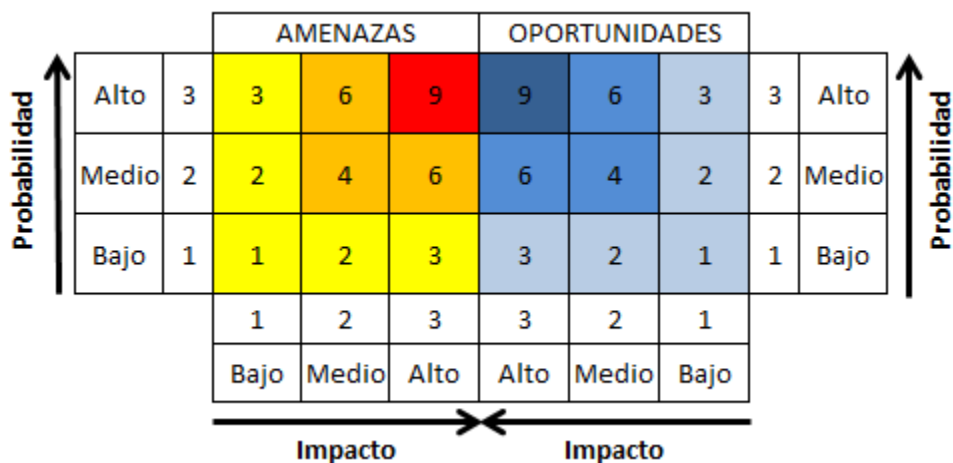 AMENAZAS OPORTUNIDADES
Alto 3 3 6 9 9 6 3 3 Alto
Medio 2 2 4 6 6 4 2 2 Medio
Bajo 1 1 2 3 3 2 1 1 Bajo
1 2 3 3 2 1
Bajo Medio Alto Alto Medio Bajo
Impacto Impacto
Probabilidad
Probabilidad